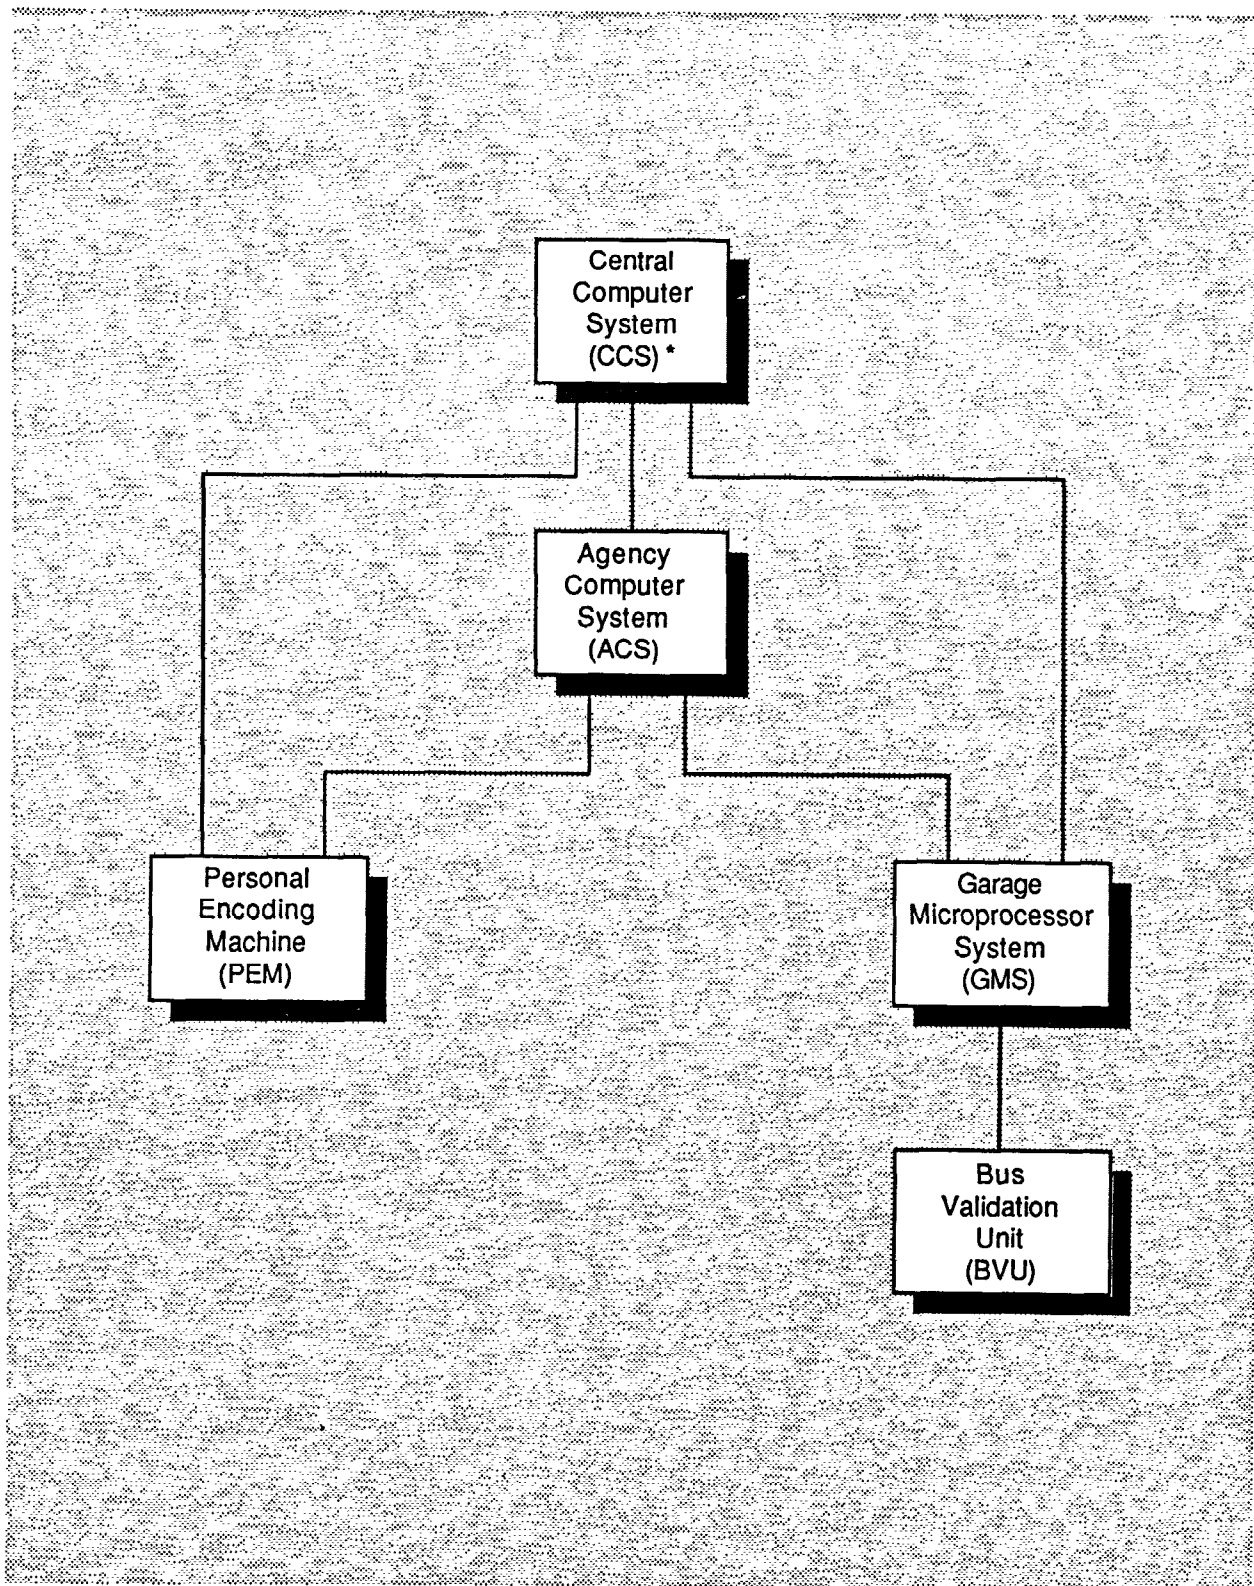 Central
Computer
System
(CCS) *
Agency
Computer
System
(ACS)
Personal
Encoding
Machine
(PEM)
Garage
Microprocessor
System
(GMS)
Bus
Validation
Unit
(BVU)